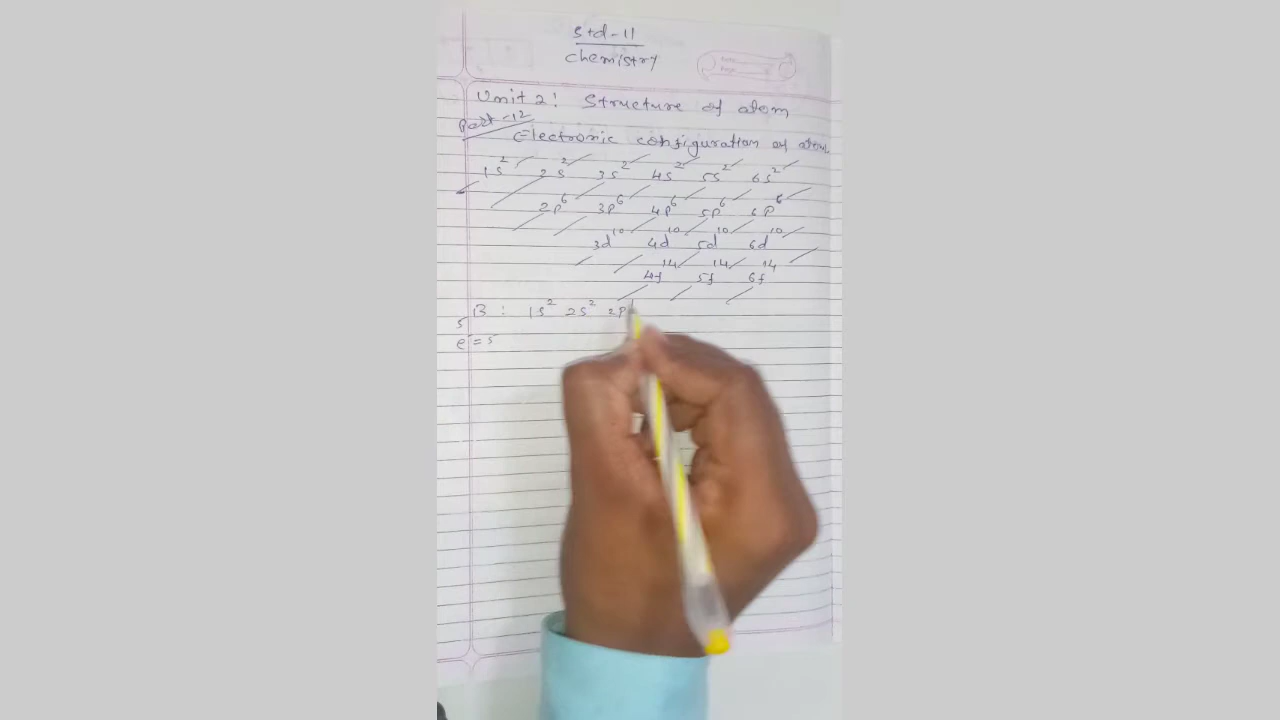 std-11
chemistry
Unit 2: Structure of atom
Part-12
Electronic configuration of atom
1s² 2s² 3s² 4s² 5s² 6s²
2p⁶ 3p⁶ 4p⁶ 5p⁶ 6p⁶
3d¹⁰ 4d¹⁰ 5d¹⁰ 6d¹⁰
4f¹⁴ 5f¹⁴ 6f¹⁴
₅B : 1s² 2s² 2p
e⁻ = 5